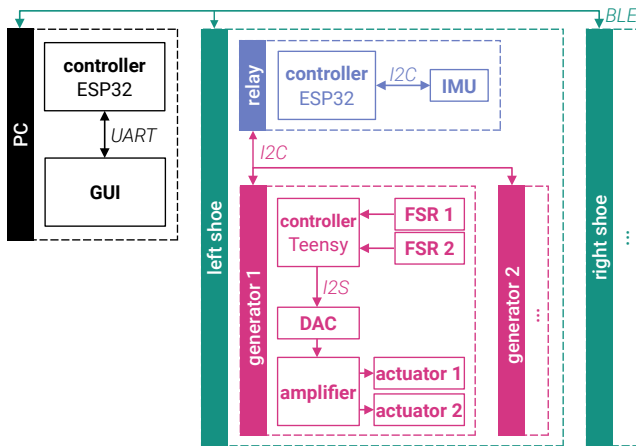 BLE
PC
controller
ESP32
UART
GUI
left shoe
relay
controller
ESP32
I2C
IMU
I2C
generator 1
controller
Teensy
FSR 1
FSR 2
I2S
DAC
amplifier
actuator 1
actuator 2
generator 2
...
right shoe
...